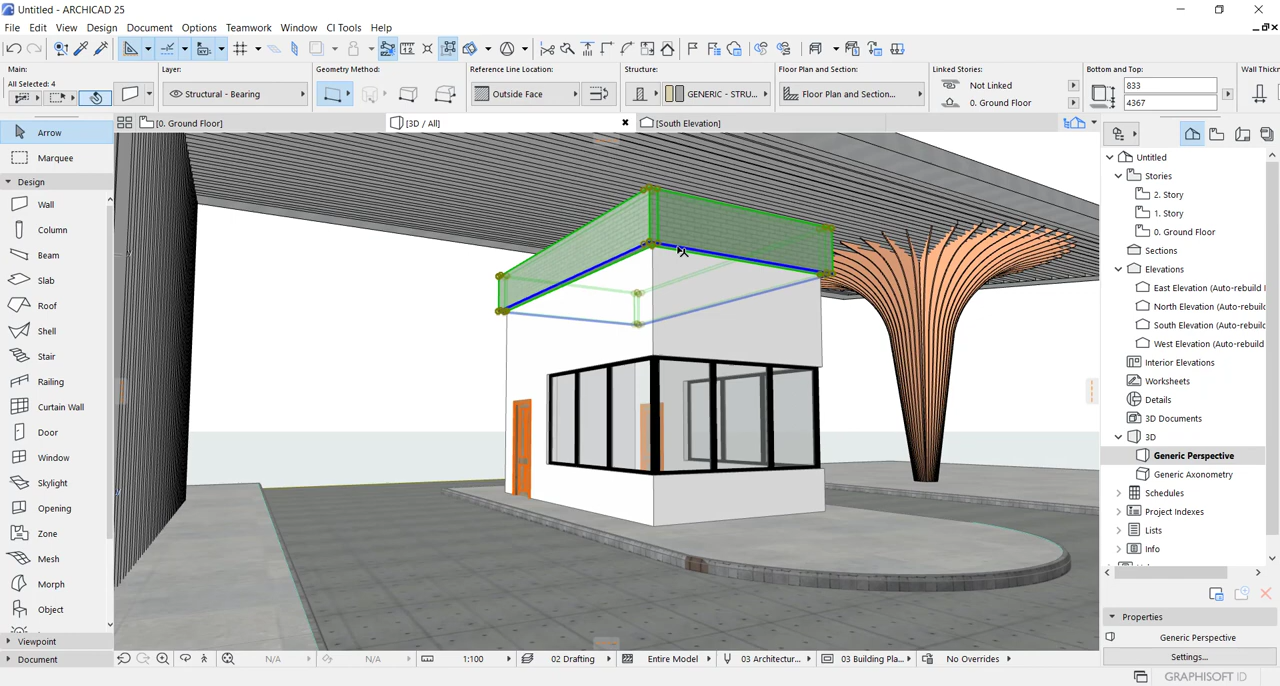 Untitled - ARCHICAD 25
File Edit View Design Document Options Teamwork Window CI Tools Help
Main:
All Selected: 4
Layer:
Structural - Bearing
Geometry Method:
Reference Line Location:
Outside Face
Structure:
GENERIC - STRU...
Floor Plan and Section:
Floor Plan and Section...
Linked Stories:
Not Linked
0. Ground Floor
Bottom and Top:
833
4367
Wall Thickn
[0. Ground Floor]
[3D / All]
[South Elevation]
Arrow
Marquee
Design
Wall
Column
Beam
Slab
Roof
Shell
Stair
Railing
Curtain Wall
Door
Window
Skylight
Opening
Zone
Mesh
Morph
Object
Viewpoint
Document
Untitled
Stories
2. Story
1. Story
0. Ground Floor
Sections
Elevations
East Elevation (Auto-rebuild
North Elevation (Auto-rebuild
South Elevation (Auto-rebuild
West Elevation (Auto-rebuild
Interior Elevations
Worksheets
Details
3D Documents
3D
Generic Perspective
Generic Axonometry
Schedules
Project Indexes
Lists
Info
Properties
Generic Perspective
Settings...
N/A
N/A
1:100
02 Drafting
Entire Model
03 Architectur...
03 Building Pla...
No Overrides
GRAPHISOFT ID